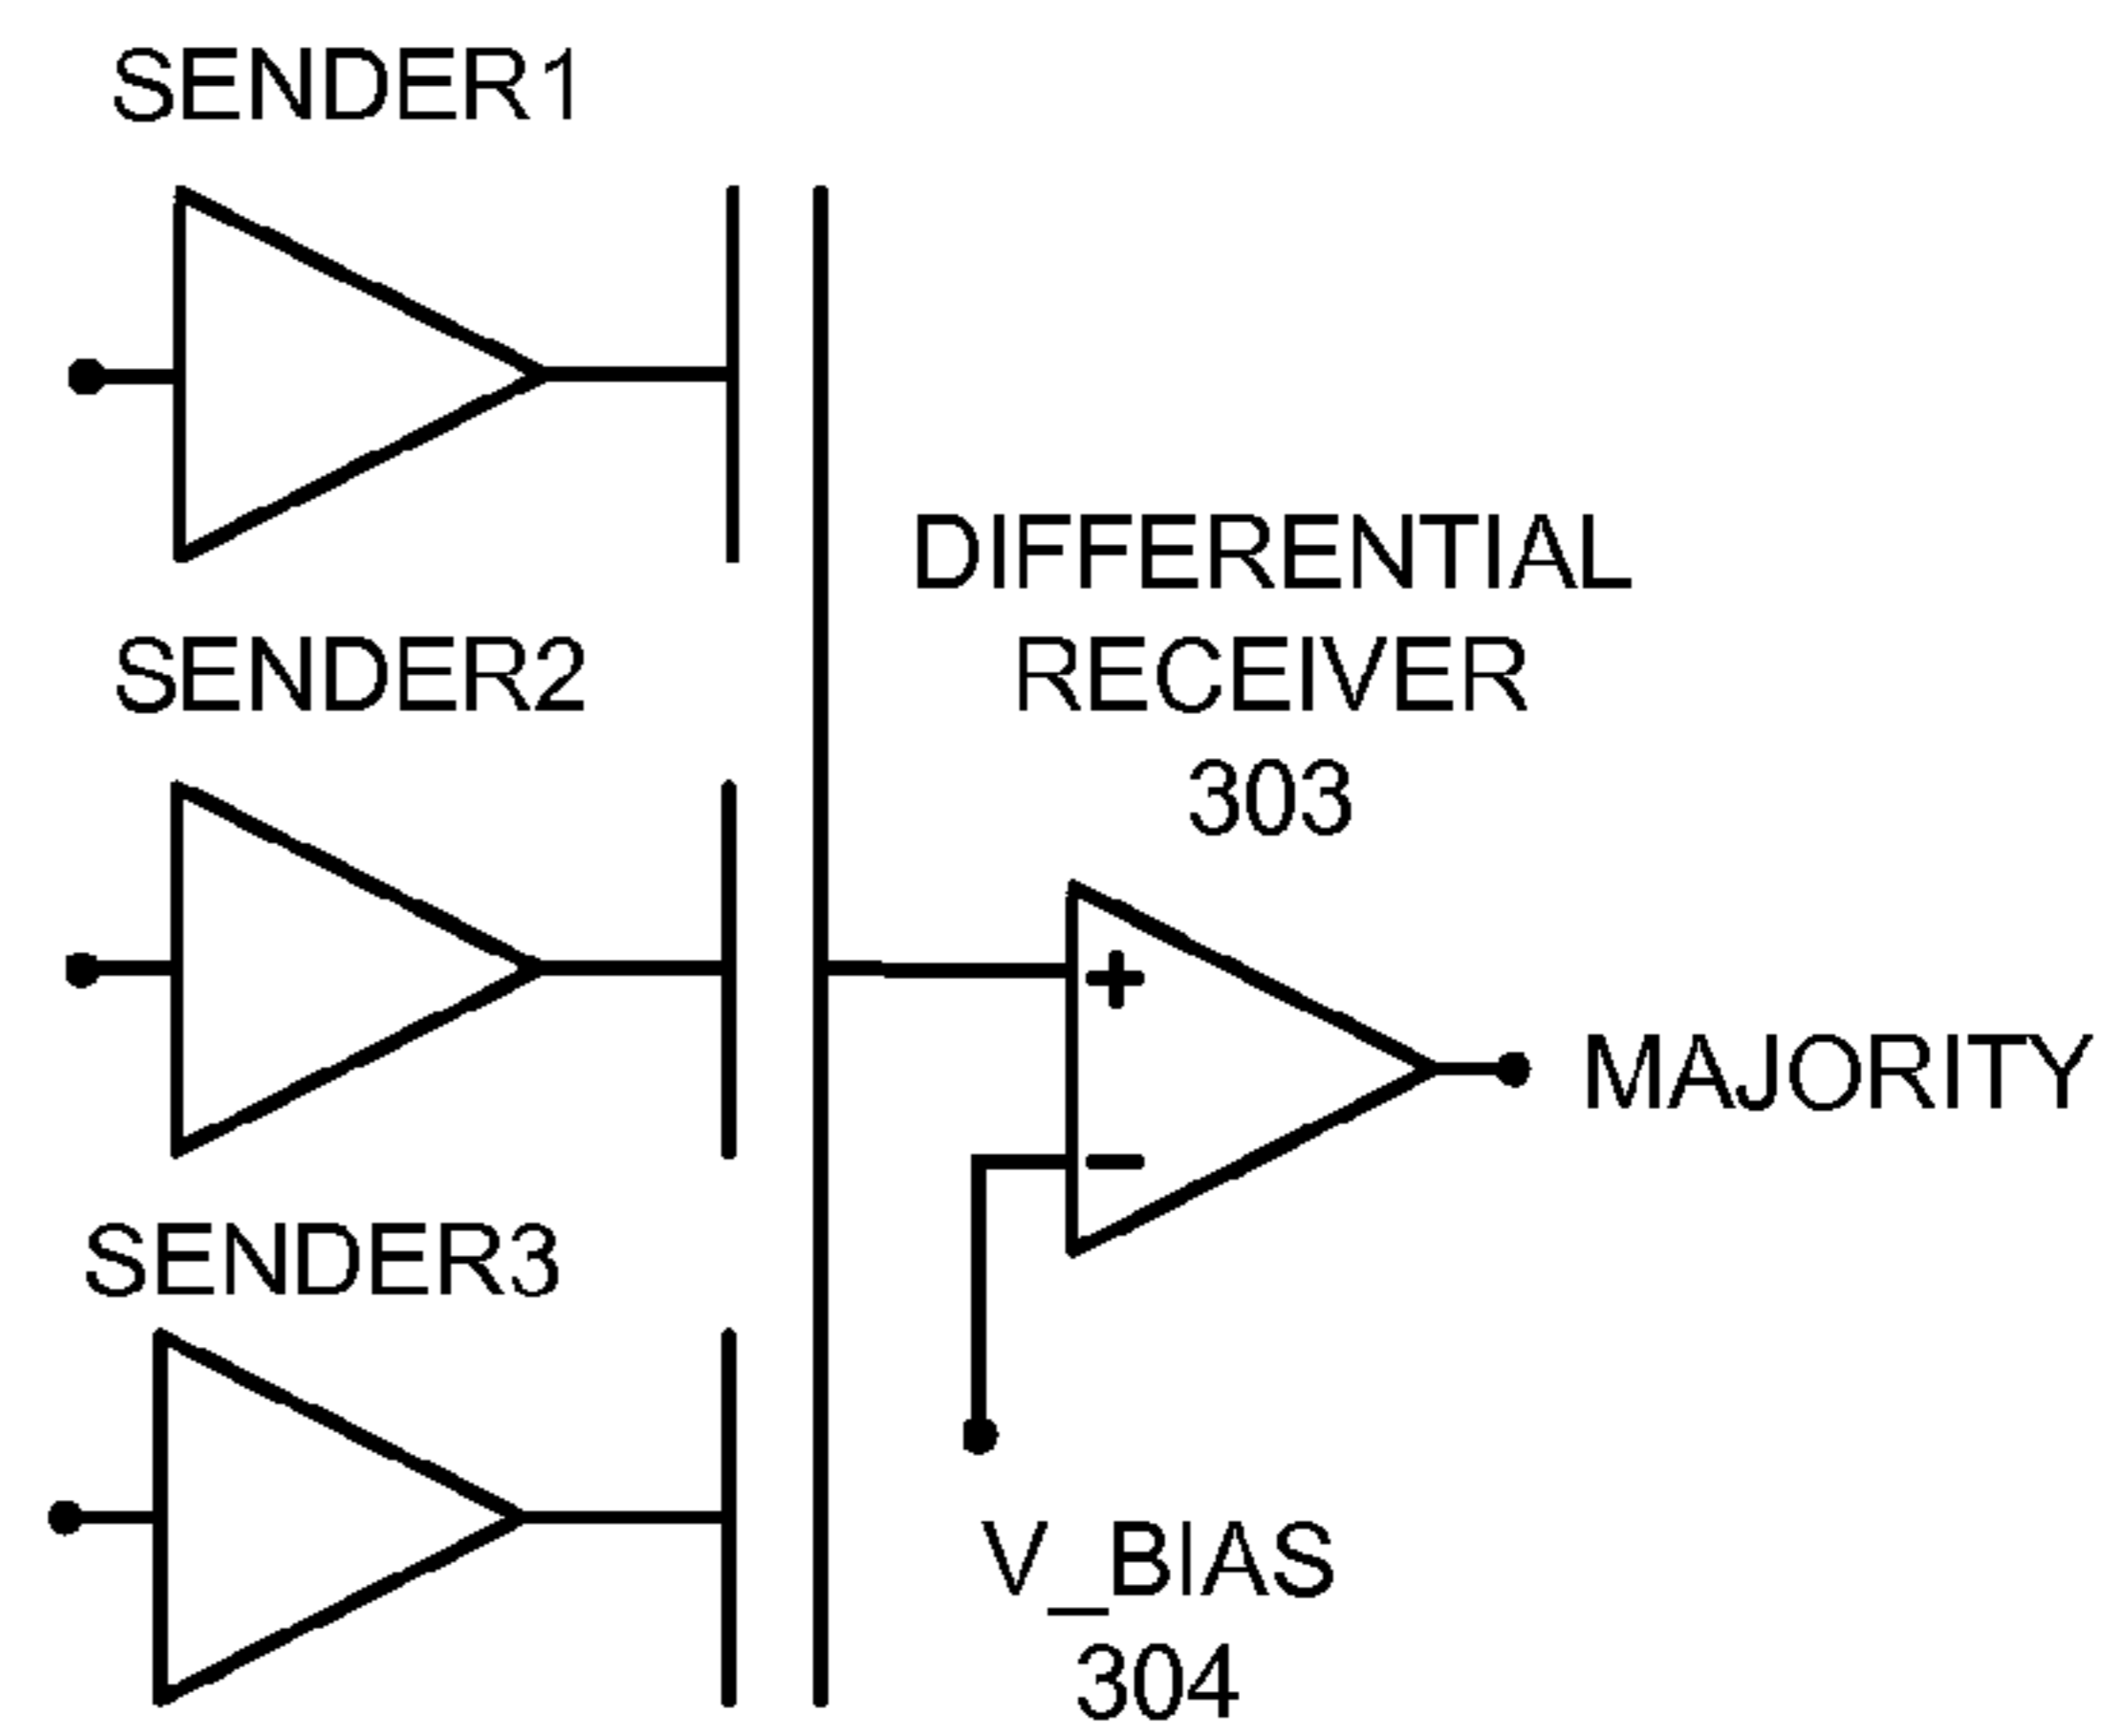 SENDER1
DIFFERENTIAL
RECEIVER
303
SENDER2
+
−
MAJORITY
SENDER3
V_BIAS
304